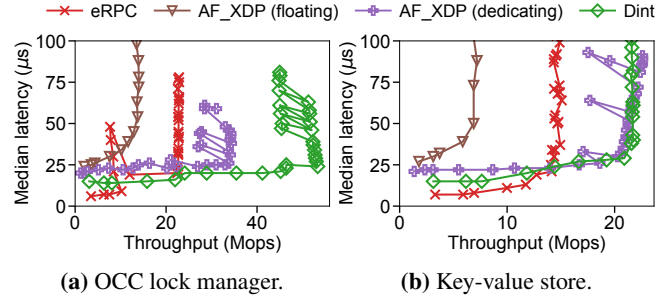 eRPC AF_XDP (floating) AF_XDP (dedicating) Dint
Median latency (μs)
100
75
50
25
0
0 20 40
Throughput (Mops)
(a) OCC lock manager.
Median latency (μs)
100
75
50
25
0
0 10 20
Throughput (Mops)
(b) Key-value store.